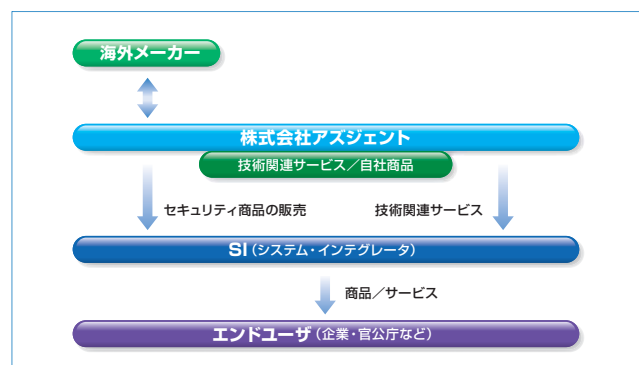 海外メーカー
株式会社アズジェント
技術関連サービス／自社商品
セキュリティ商品の販売
技術関連サービス
SI（システム・インテグレータ）
商品／サービス
エンドユーザ（企業・官公庁など）